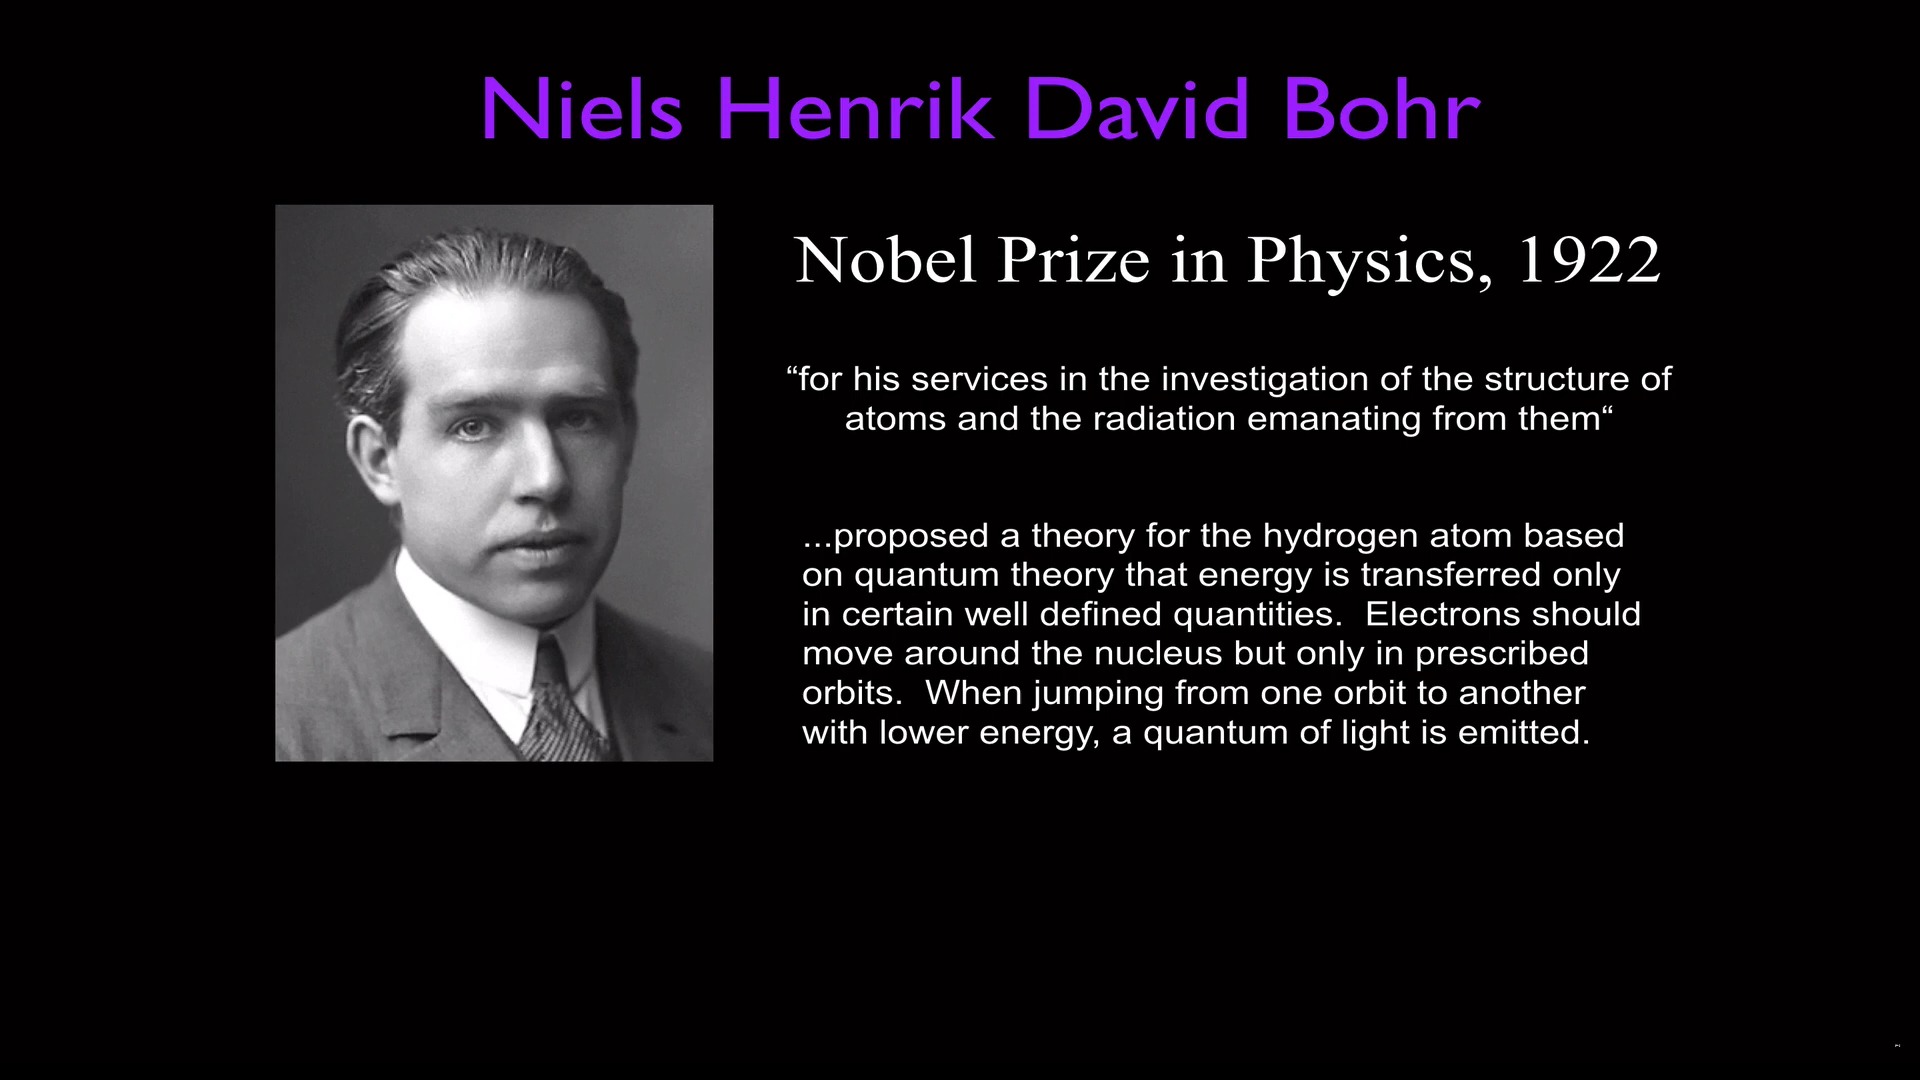 Niels Henrik David Bohr
Nobel Prize in Physics, 1922
“for his services in the investigation of the structure of
atoms and the radiation emanating from them“
...proposed a theory for the hydrogen atom based
on quantum theory that energy is transferred only
in certain well defined quantities.  Electrons should
move around the nucleus but only in prescribed
orbits.  When jumping from one orbit to another
with lower energy, a quantum of light is emitted.